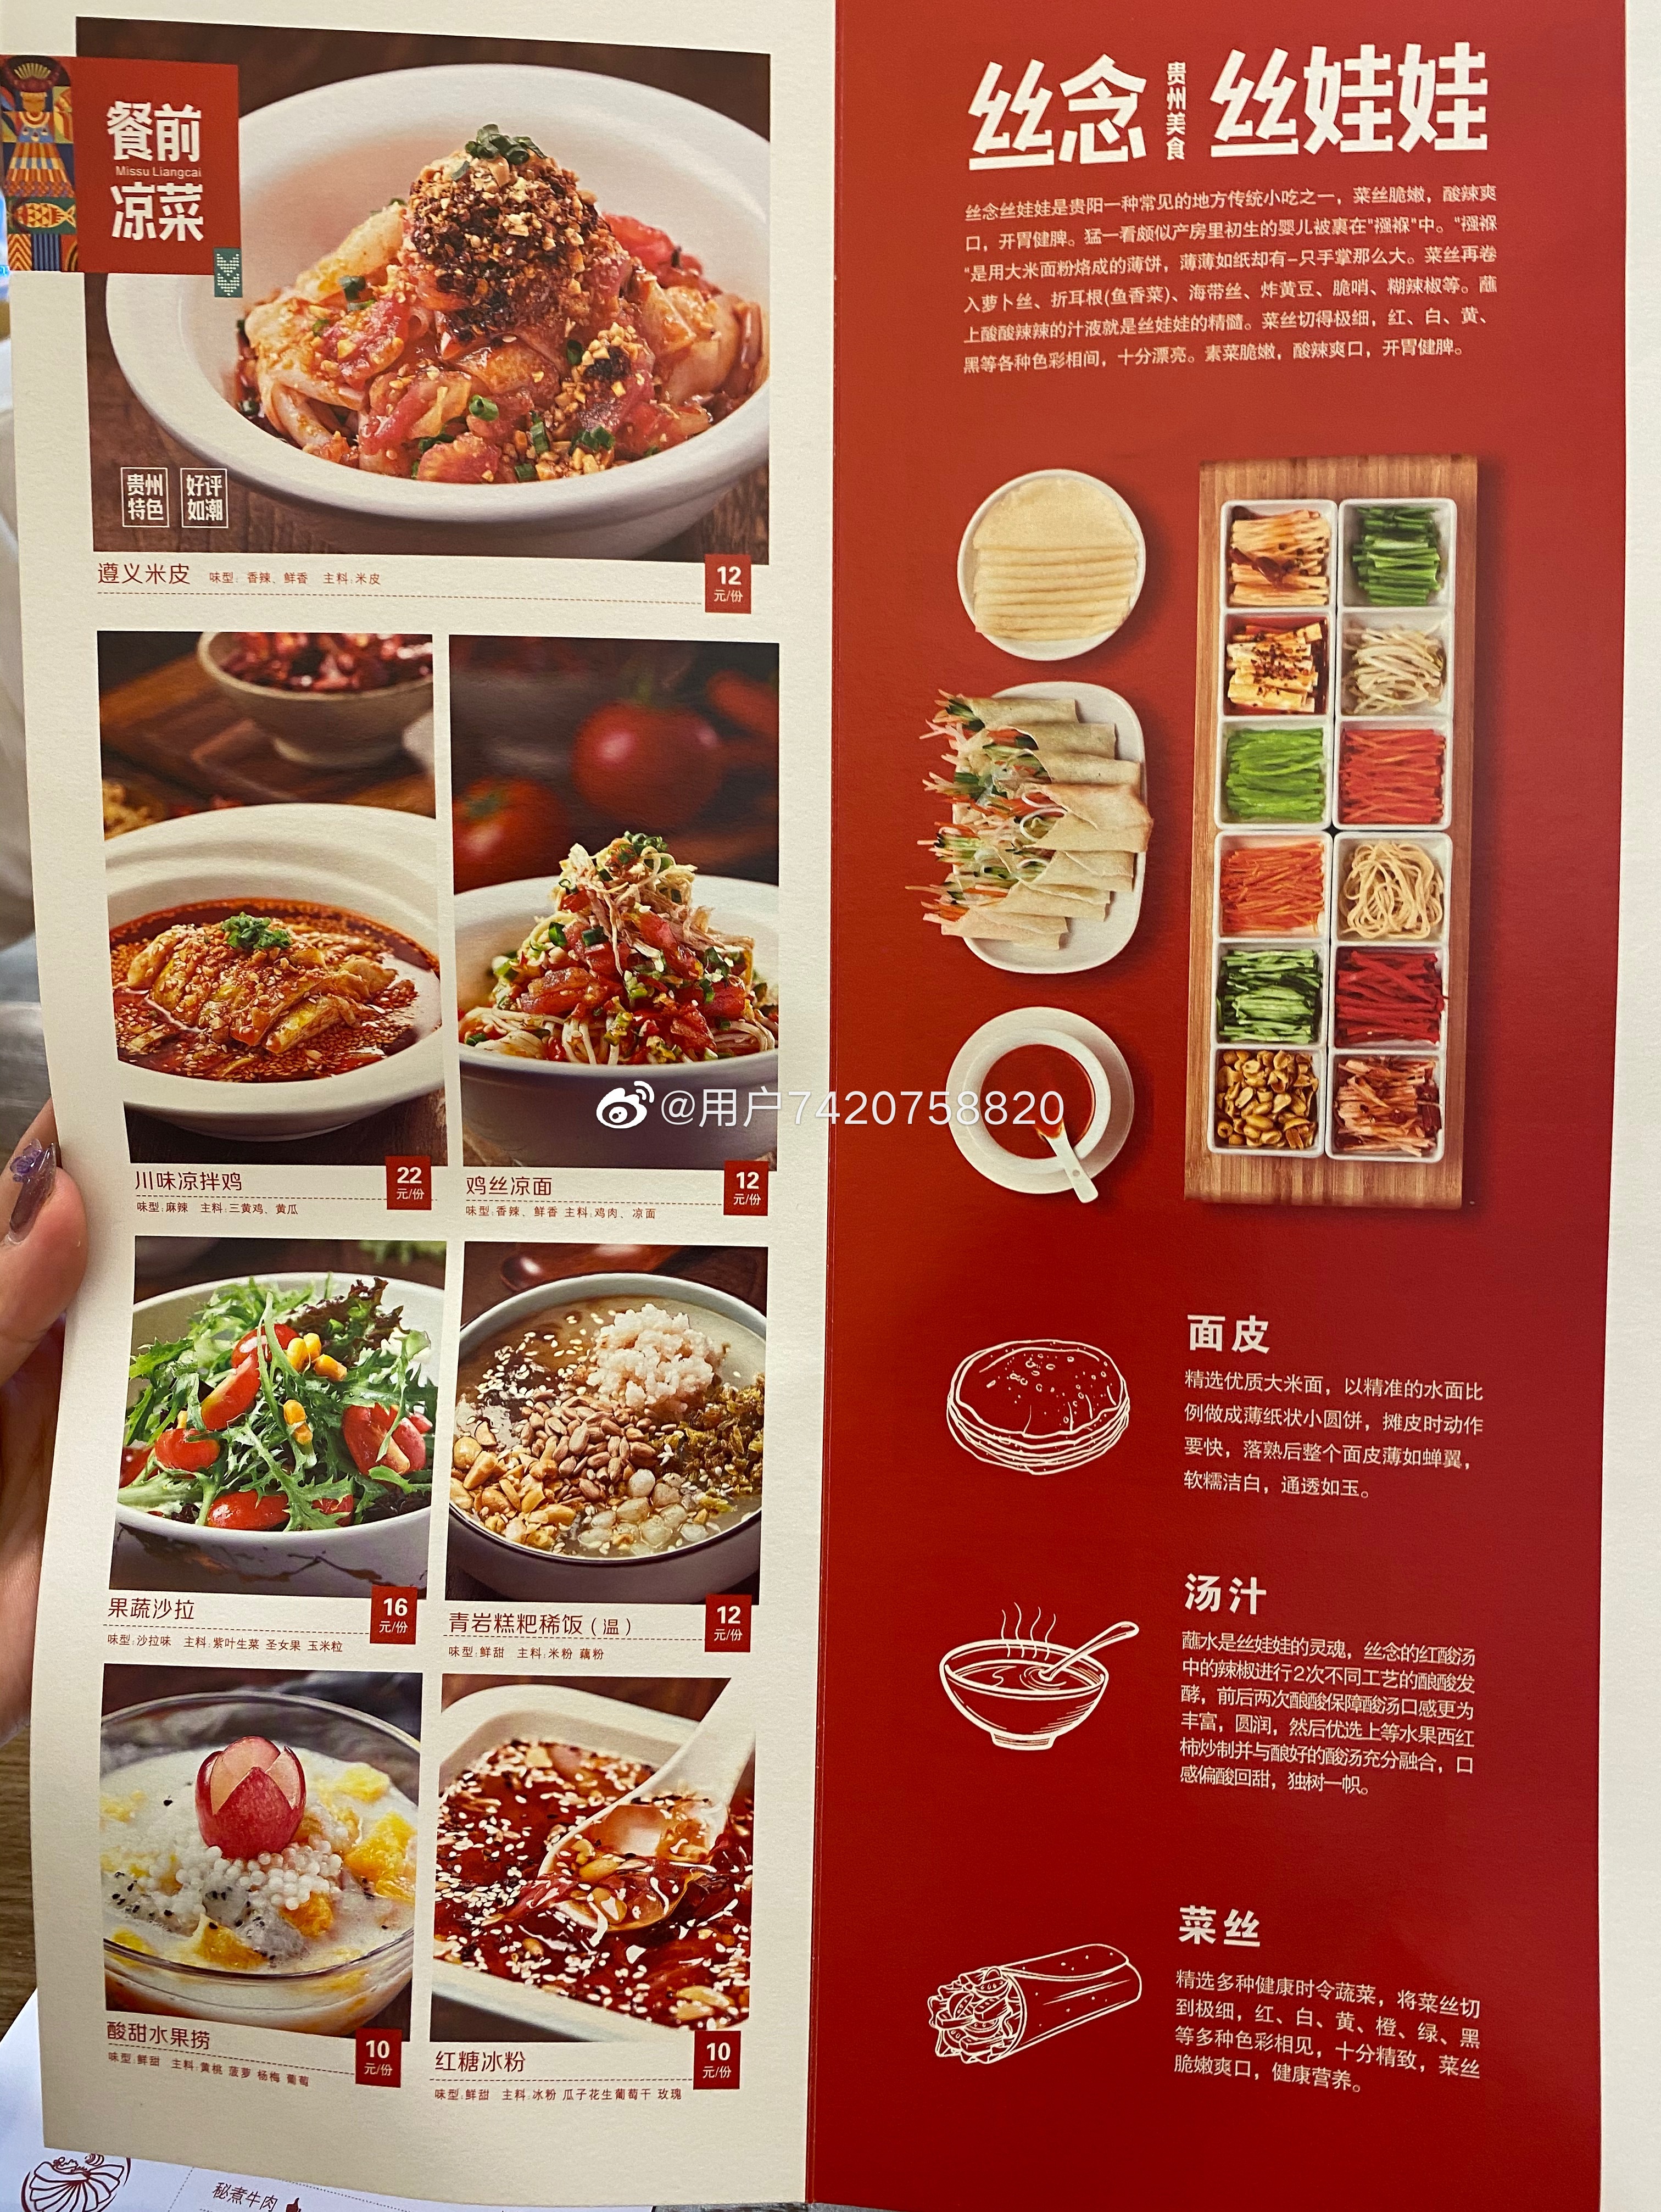 餐前
Missu Liangcai
凉菜
贵州
特色
好评
如潮
遵义米皮 味型:香辣、鲜香 主料:米皮
12
元/份
川味凉拌鸡
味型:麻辣 主料:三黄鸡、黄瓜
22
元/份
鸡丝凉面
味型:香辣、鲜香 主料:鸡肉、凉面
12
元/份
果蔬沙拉
味型:沙拉味 主料:紫叶生菜 圣女果 玉米粒
16
元/份
青岩糕粑稀饭(温)
味型:鲜甜 主料:米粉 藕粉
12
元/份
酸甜水果捞
味型:鲜甜 主料:黄桃 菠萝 杨梅 葡萄
10
元/份
红糖冰粉
味型:鲜甜 主料:冰粉 瓜子花生葡萄干 玫瑰
10
元/份
秘煮牛肉
@用户7420758820
丝念 贵州美食 丝娃娃
丝念丝娃娃是贵阳一种常见的地方传统小吃之一，菜丝脆嫩，酸辣爽
口，开胃健脾。猛一看颇似产房里初生的婴儿被裹在"襁褓"中。"襁褓
"是用大米面粉烙成的薄饼，薄薄如纸却有-只手掌那么大。菜丝再卷
入萝卜丝、折耳根(鱼香菜)、海带丝、炸黄豆、脆哨、糊辣椒等。蘸
上酸酸辣辣的汁液就是丝娃娃的精髓。菜丝切得极细，红、白、黄、
黑等各种色彩相间，十分漂亮。素菜脆嫩，酸辣爽口，开胃健脾。
面皮
精选优质大米面，以精准的水面比
例做成薄纸状小圆饼，摊皮时动作
要快，落熟后整个面皮薄如蝉翼，
软糯洁白，通透如玉。
汤汁
蘸水是丝娃娃的灵魂，丝念的红酸汤
中的辣椒进行2次不同工艺的酿酸发
酵，前后两次酿酸保障酸汤口感更为
丰富，圆润，然后优选上等水果西红
柿炒制并与酿好的酸汤充分融合，口
感偏酸回甜，独树一帜。
菜丝
精选多种健康时令蔬菜，将菜丝切
到极细，红、白、黄、橙、绿、黑
等多种色彩相见，十分精致，菜丝
脆嫩爽口，健康营养。